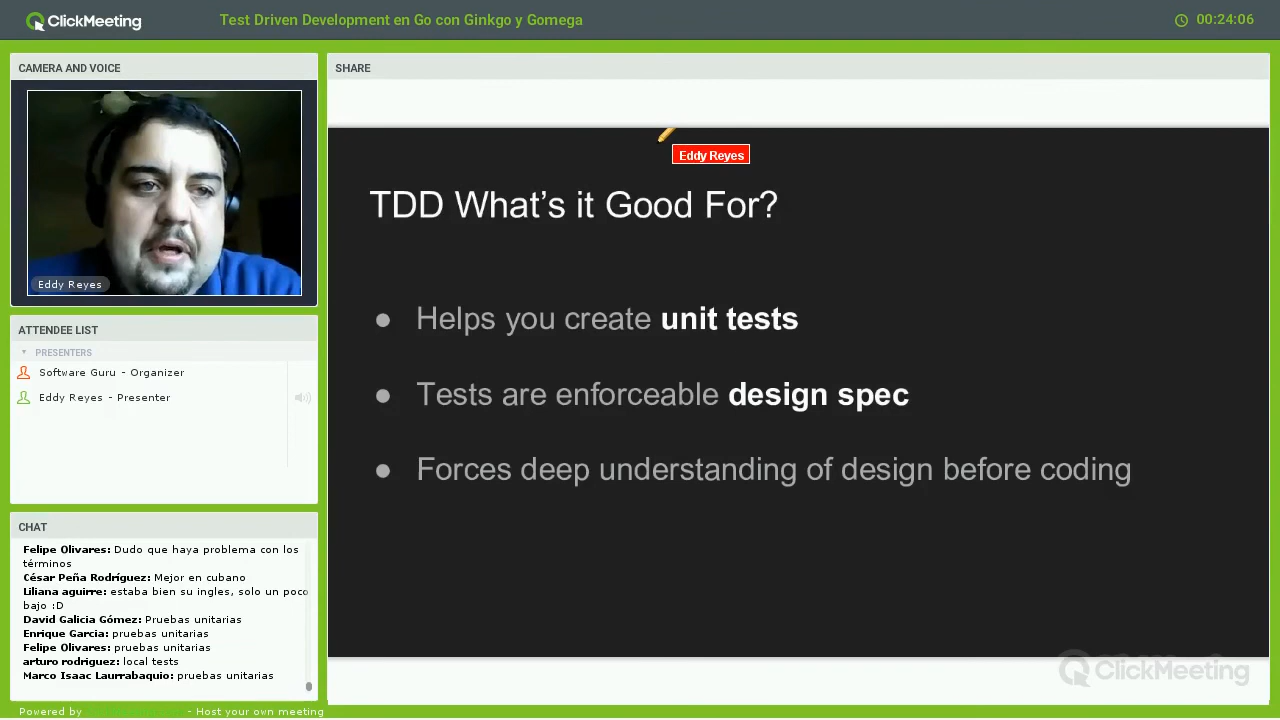 ClickMeeting
Test Driven Development en Go con Ginkgo y Gomega
00:24:06
CAMERA AND VOICE
Eddy Reyes
ATTENDEE LIST
PRESENTERS
Software Guru - Organizer
Eddy Reyes - Presenter
CHAT
Felipe Olivares: Dudo que haya problema con los
términos
César Peña Rodríguez: Mejor en cubano
Liliana aguirre: estaba bien su ingles, solo un poco
bajo :D
David Galicia Gómez: Pruebas unitarias
Enrique Garcia: pruebas unitarias
Felipe Olivares: pruebas unitarias
arturo rodriguez: local tests
Marco Isaac Laurrabaquio: pruebas unitarias
Powered by - Host your own meeting
SHARE
Eddy Reyes
TDD What's it Good For?
● Helps you create unit tests
● Tests are enforceable design spec
● Forces deep understanding of design before coding
ClickMeeting